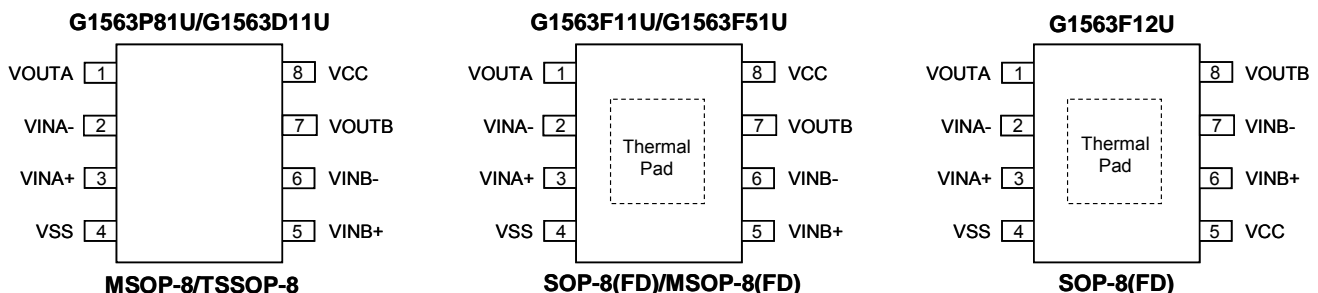 G1563P81U/G1563D11U
VOUTA 1 8 VCC
VINA- 2 7 VOUTB
VINA+ 3 6 VINB-
VSS 4 5 VINB+
MSOP-8/TSSOP-8
G1563F11U/G1563F51U
VOUTA 1 8 VCC
VINA- 2 7 VOUTB
Thermal
Pad
VINA+ 3 6 VINB-
VSS 4 5 VINB+
SOP-8(FD)/MSOP-8(FD)
G1563F12U
VOUTA 1 8 VOUTB
VINA- 2 7 VINB-
Thermal
Pad
VINA+ 3 6 VINB+
VSS 4 5 VCC
SOP-8(FD)